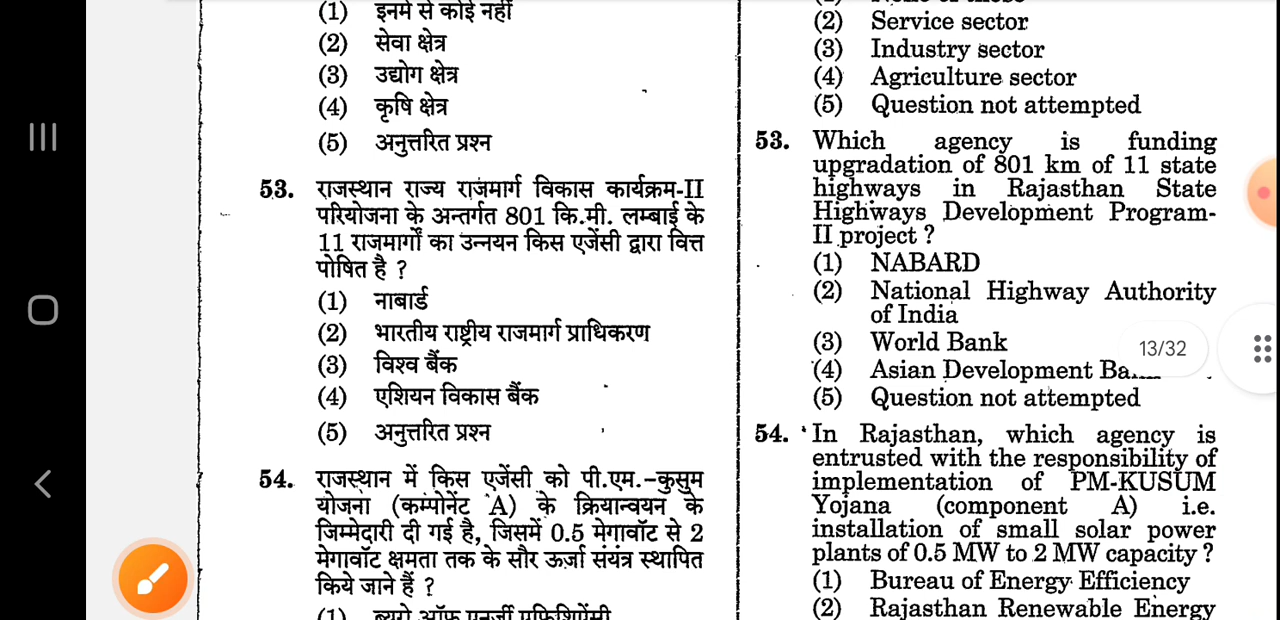 (1) इनमें से कोई नहीं
(2) सेवा क्षेत्र
(3) उद्योग क्षेत्र
(4) कृषि क्षेत्र
(5) अनुत्तरित प्रश्न
53. राजस्थान राज्य राजमार्ग विकास कार्यक्रम-II
परियोजना के अन्तर्गत 801 कि.मी. लम्बाई के
11 राजमार्गों का उन्नयन किस एजेंसी द्वारा वित्त
पोषित है ?
(1) नाबार्ड
(2) भारतीय राष्ट्रीय राजमार्ग प्राधिकरण
(3) विश्व बैंक
(4) एशियन विकास बैंक
(5) अनुत्तरित प्रश्न
54. राजस्थान में किस एजेंसी को पी.एम.-कुसुम
योजना (कम्पोनेंट A) के क्रियान्वयन के
जिम्मेदारी दी गई है, जिसमें 0.5 मेगावॉट से 2
मेगावॉट क्षमता तक के सौर ऊर्जा संयंत्र स्थापित
किये जाने हैं ?
(1) ब्यूरो ऑफ एनर्जी एफिशिऐंसी
(2) Service sector
(3) Industry sector
(4) Agriculture sector
(5) Question not attempted
53. Which agency is funding
upgradation of 801 km of 11 state
highways in Rajasthan State
Highways Development Program-
II project ?
(1) NABARD
(2) National Highway Authority
of India
(3) World Bank
(4) Asian Development
(5) Question not attempted
54. In Rajasthan, which agency is
entrusted with the responsibility of
implementation of PM-KUSUM
Yojana (component A) i.e.
installation of small solar power
plants of 0.5 MW to 2 MW capacity ?
(1) Bureau of Energy Efficiency
(2) Rajasthan Renewable Energy
13/32